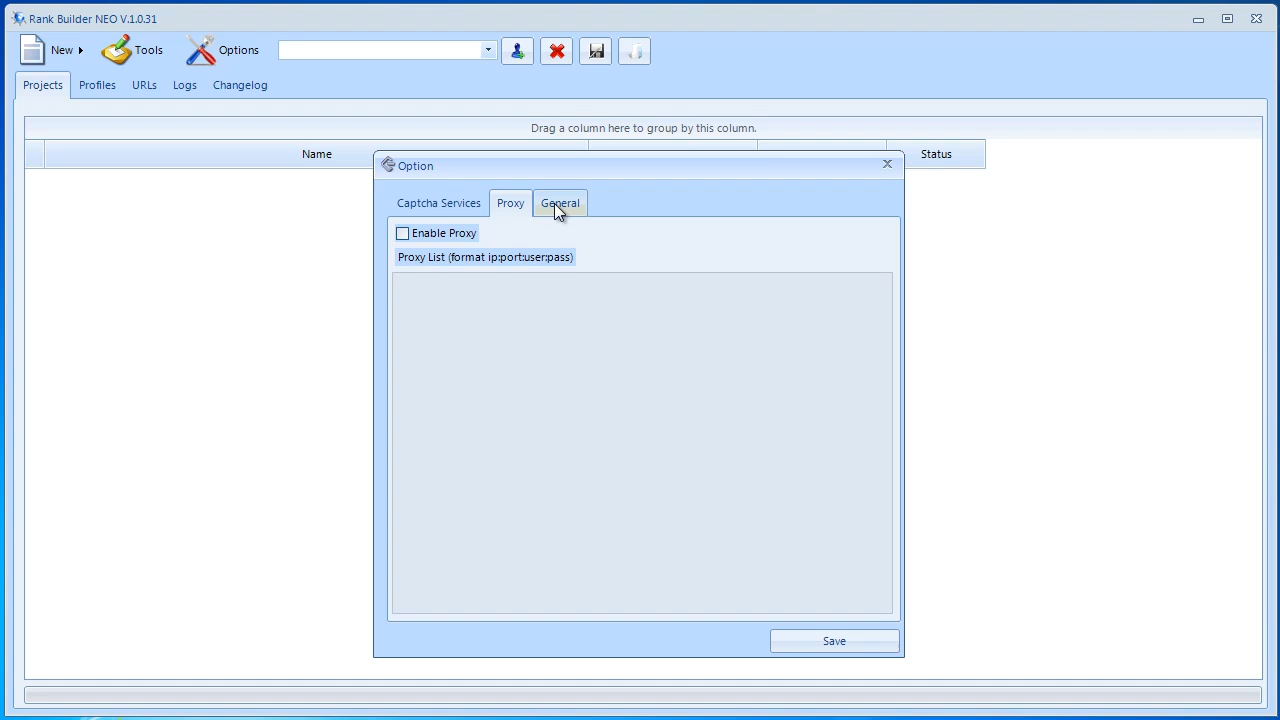 Rank Builder NEO V.1.0.31
New Tools Options
Projects Profiles URLs Logs Changelog
Drag a column here to group by this column.
Name Status
Option
Captcha Services Proxy General
Enable Proxy
Proxy List (format ip:port:user:pass)
Save